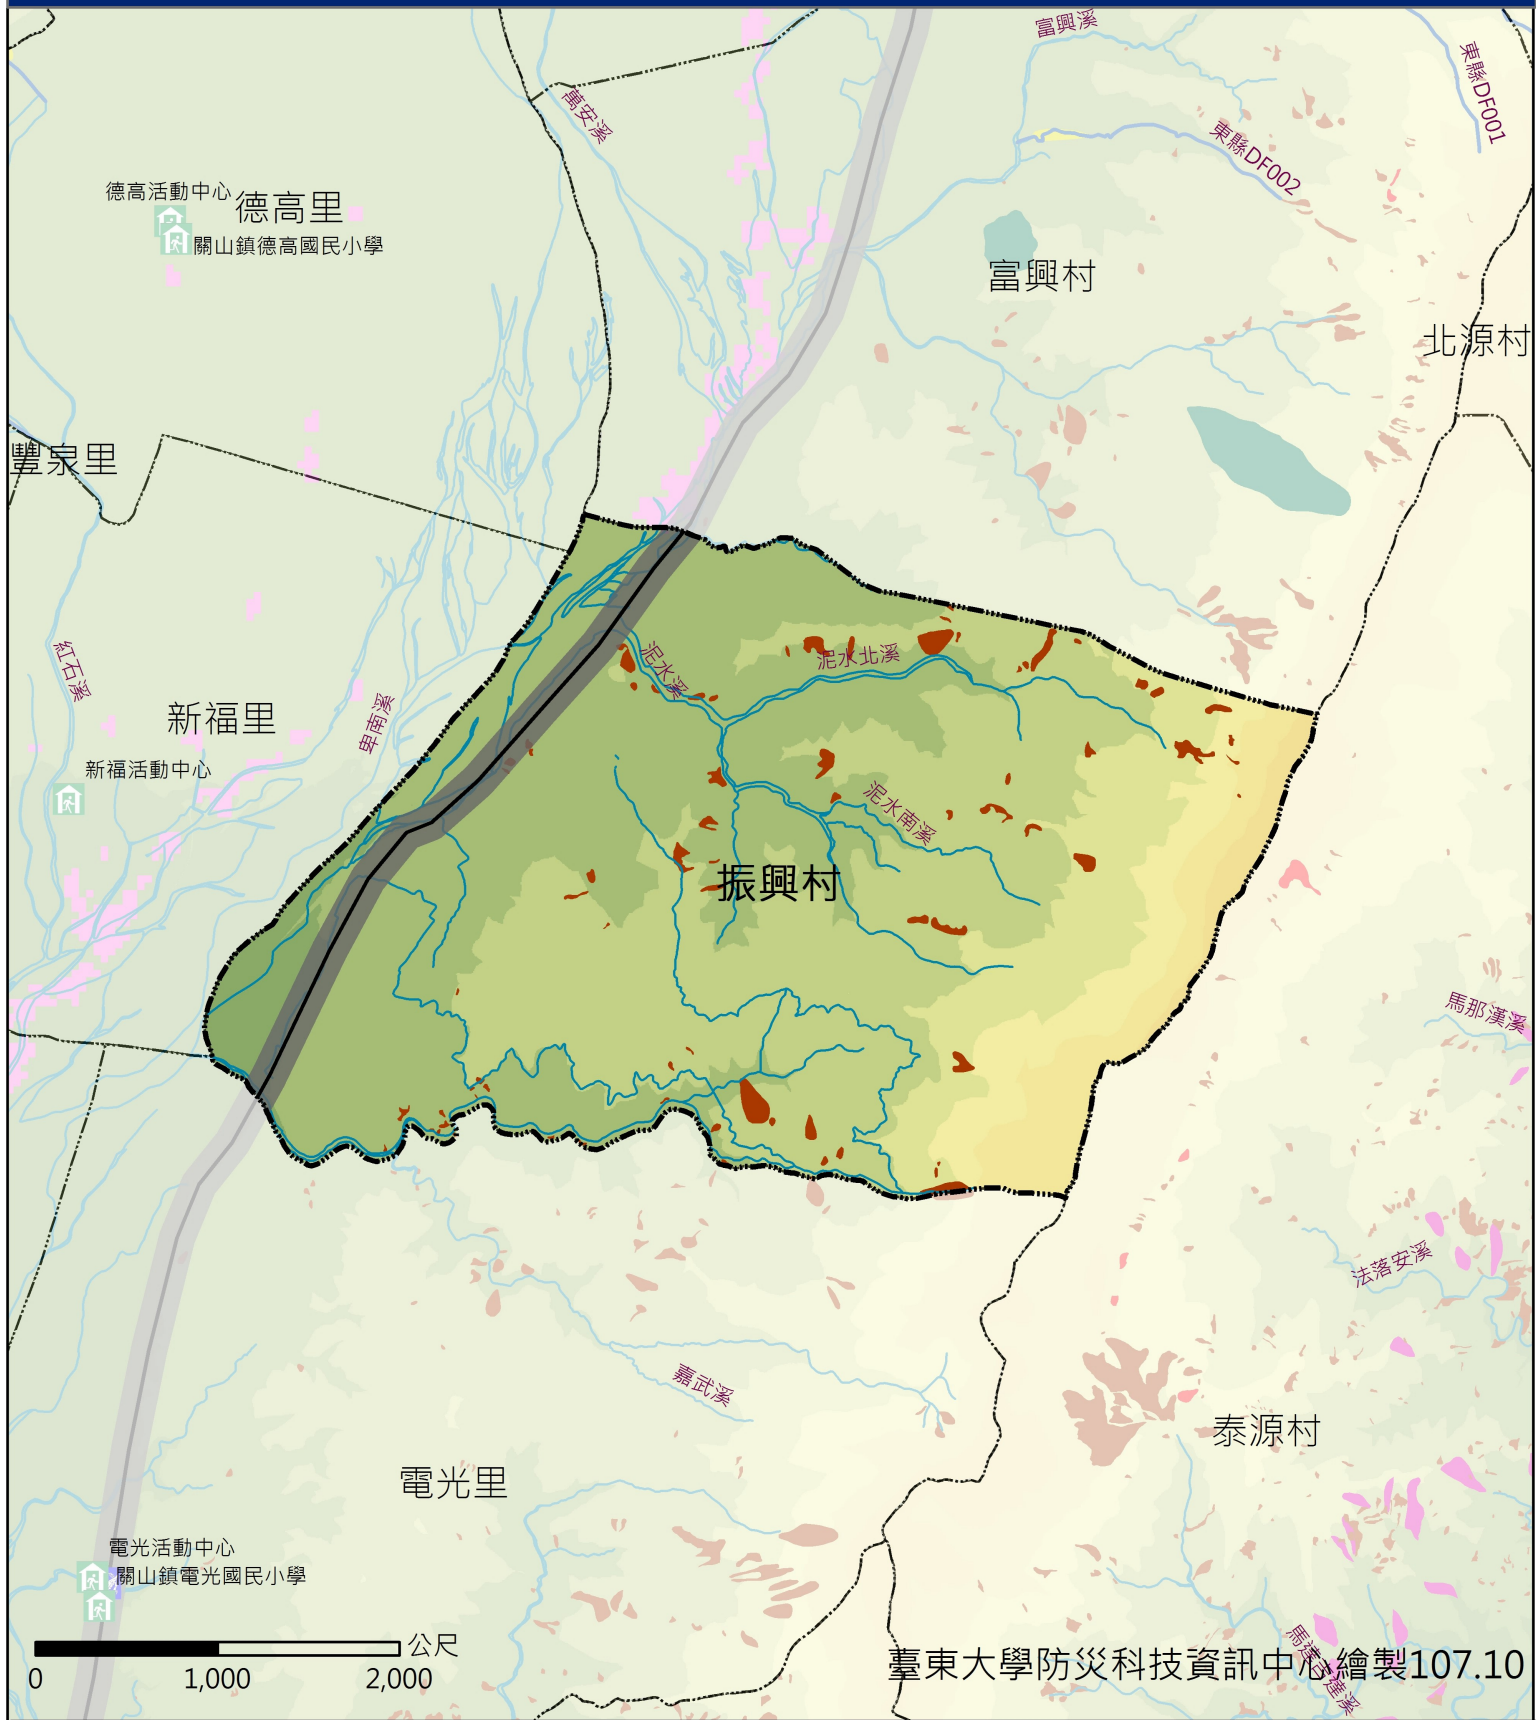 富興溪
東縣DF001
萬安溪
東縣DF002
德高活動中心
德高里
關山鎮德高國民小學
富興村
北源村
豐泉里
紅石溪
泥水溪
泥水北溪
新福里
卑南溪
新福活動中心
泥水南溪
振興村
馬那漢溪
法落安溪
嘉武溪
泰源村
電光里
電光活動中心
關山鎮電光國民小學
公尺
0 1,000 2,000
臺東大學防災科技資訊中心繪製107.10